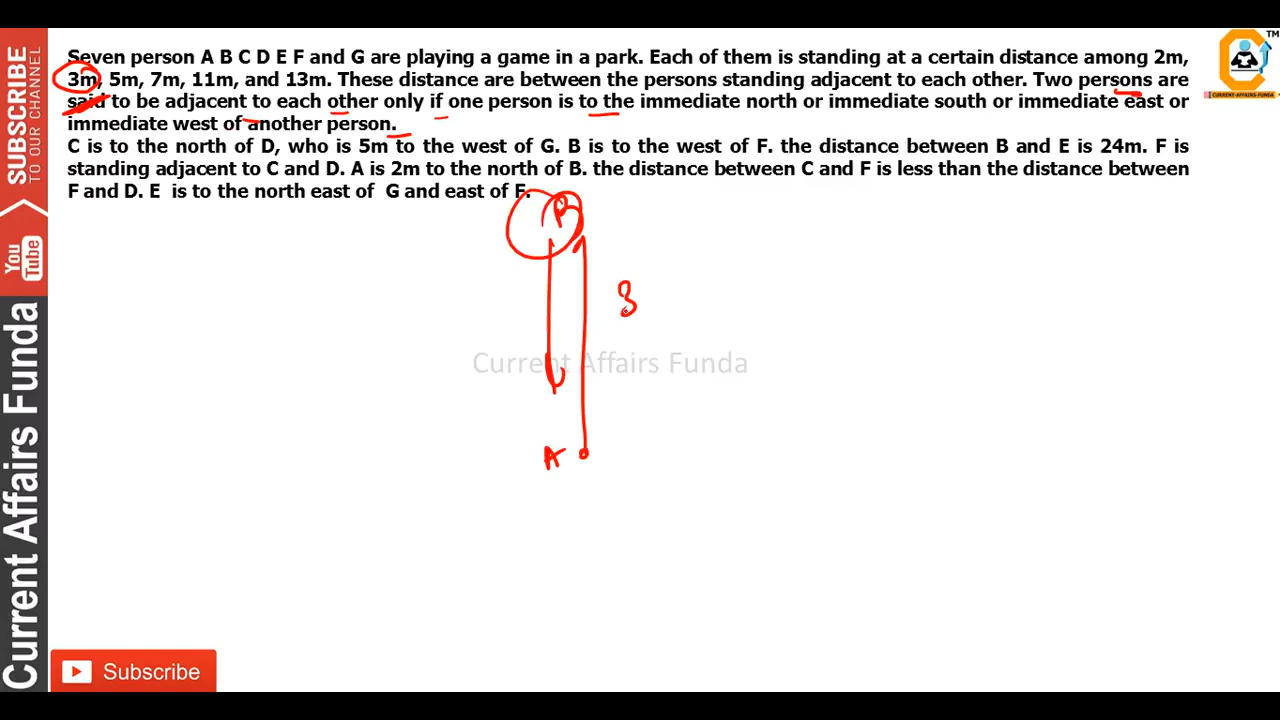 Seven person A B C D E F and G are playing a game in a park. Each of them is standing at a certain distance among 2m,
3m, 5m, 7m, 11m, and 13m. These distance are between the persons standing adjacent to each other. Two persons are
said to be adjacent to each other only if one person is to the immediate north or immediate south or immediate east or
immediate west of another person.
C is to the north of D, who is 5m to the west of G. B is to the west of F. the distance between B and E is 24m. F is
standing adjacent to C and D. A is 2m to the north of B. the distance between C and F is less than the distance between
F and D. E is to the north east of G and east of F.
B
3
A
Current Affairs Funda
SUBSCRIBE
TO OUR CHANNEL
You
Tube
Current Affairs Funda
Subscribe
TM
CURRENT-AFFAIRS-FUNDA